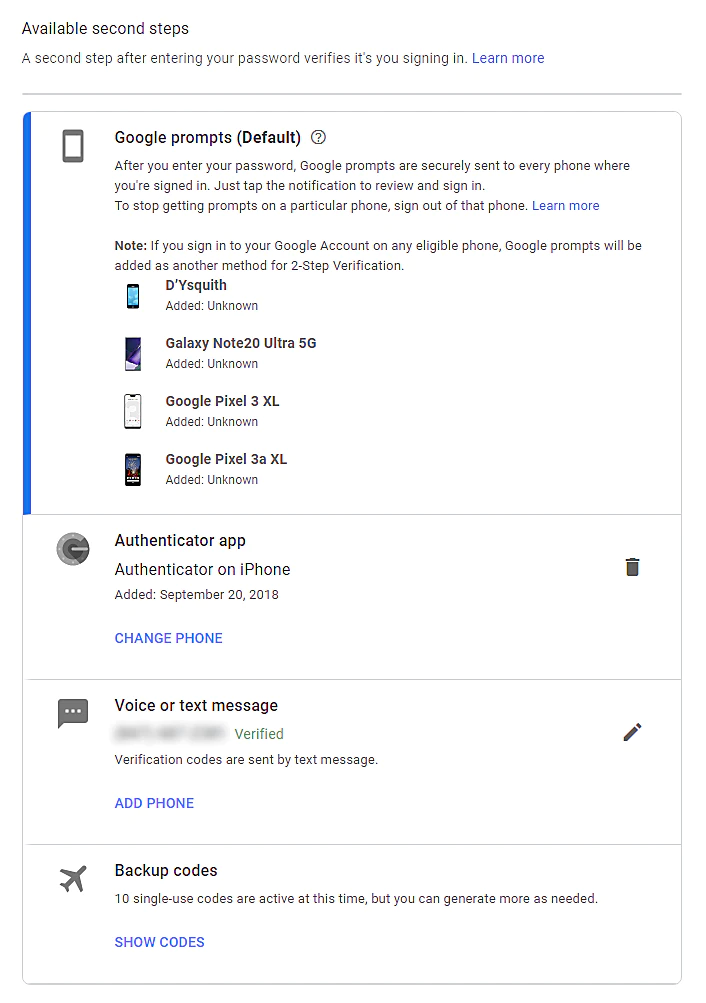 Available second steps
A second step after entering your password verifies it's you signing in. Learn more
Google prompts (Default)
After you enter your password, Google prompts are securely sent to every phone where
you're signed in. Just tap the notification to review and sign in.
To stop getting prompts on a particular phone, sign out of that phone. Learn more
Note: If you sign in to your Google Account on any eligible phone, Google prompts will be
added as another method for 2-Step Verification.
D’Ysquith
Added: Unknown
Galaxy Note20 Ultra 5G
Added: Unknown
Google Pixel 3 XL
Added: Unknown
Google Pixel 3a XL
Added: Unknown
Authenticator app
Authenticator on iPhone
Added: September 20, 2018
CHANGE PHONE
Voice or text message
Verified
Verification codes are sent by text message.
ADD PHONE
Backup codes
10 single-use codes are active at this time, but you can generate more as needed.
SHOW CODES